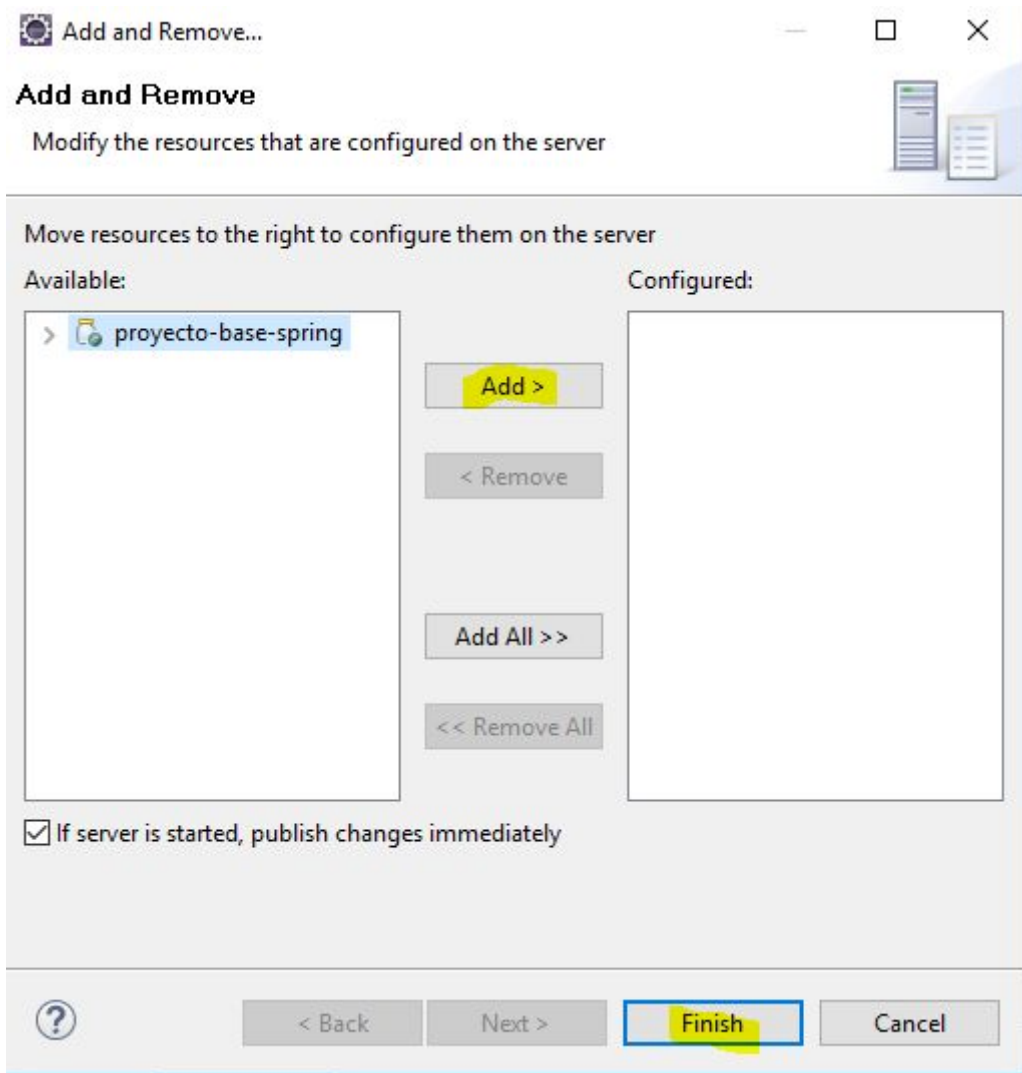 Add and Remove...
Add and Remove
Modify the resources that are configured on the server
Move resources to the right to configure them on the server
Available:
Configured:
proyecto-base-spring
Add >
< Remove
Add All >>
<< Remove All
If server is started, publish changes immediately
?
< Back
Next >
Finish
Cancel